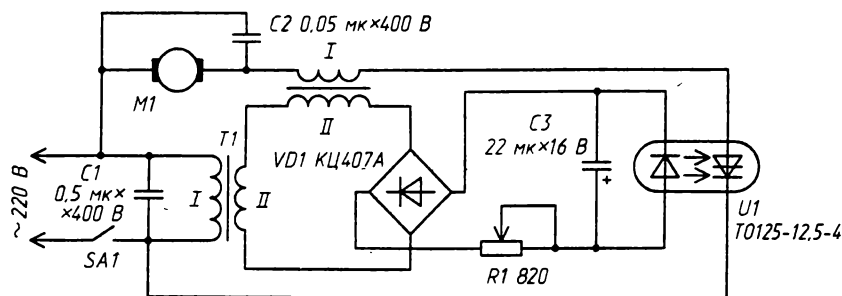 C2 0,05 мк×400 В
I
M1
II
T1
VD1 КЦ407А
C3
22 мк×16 В
+
C1
0,5 мк×
×400 В
I
II
~220 В
SA1
R1 820
U1
ТО125-12,5-4